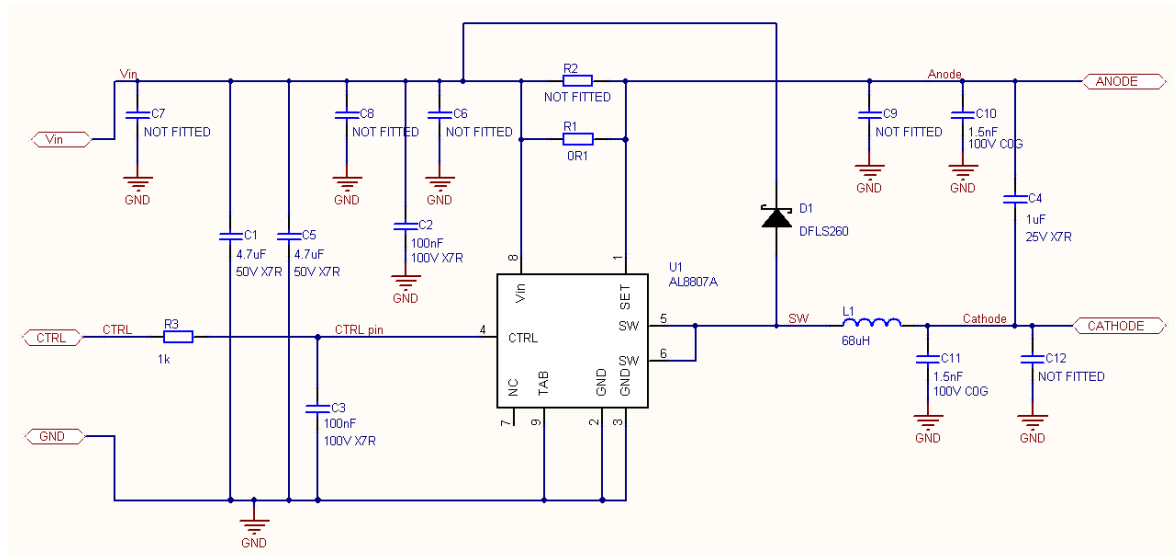 Vin
C7
NOT FITTED
GND
Vin
C8
NOT FITTED
GND
C6
NOT FITTED
GND
R2
NOT FITTED
R1
0R1
Anode
ANODE
C9
NOT FITTED
GND
C10
1.5nF
100V C0G
GND
C4
1uF
25V X7R
D1
DFLS260
C1
4.7uF
50V X7R
C5
4.7uF
50V X7R
C2
100nF
100V X7R
GND
8
1
U1
AL8807A
Vin
SET
CTRL
CTRL
R3
1k
CTRL pin
4
CTRL
SW
5
SW
6
SW
L1
68uH
Cathode
CATHODE
C11
1.5nF
100V C0G
GND
C12
NOT FITTED
GND
C3
100nF
100V X7R
NC
TAB
GND
GND
7
9
2
3
GND
GND